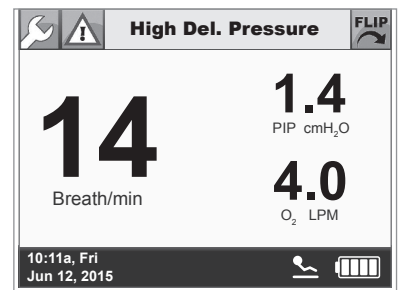 High Del. Pressure
FLIP
14
Breath/min
1.4
PIP cmH₂O
4.0
O₂ LPM
10:11a, Fri
Jun 12, 2015